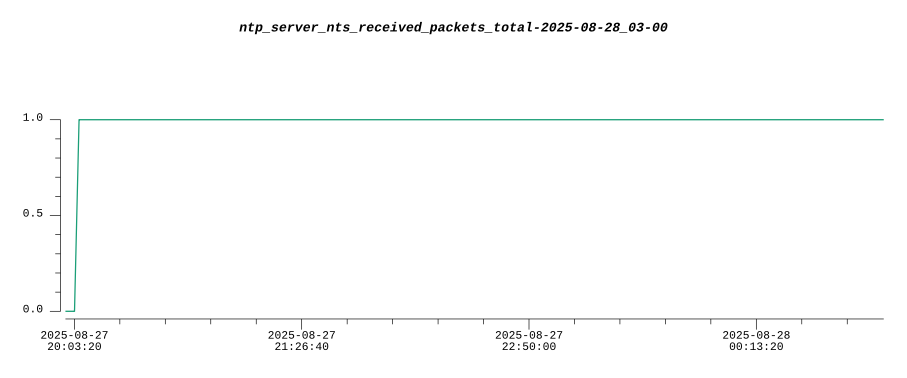 ntp_server_nts_received_packets_total-2025-08-28_03-00
1.0
0.5
0.0
2025-08-27 2025-08-27 2025-08-27 2025-08-28
20:03:20 21:26:40 22:50:00 00:13:20